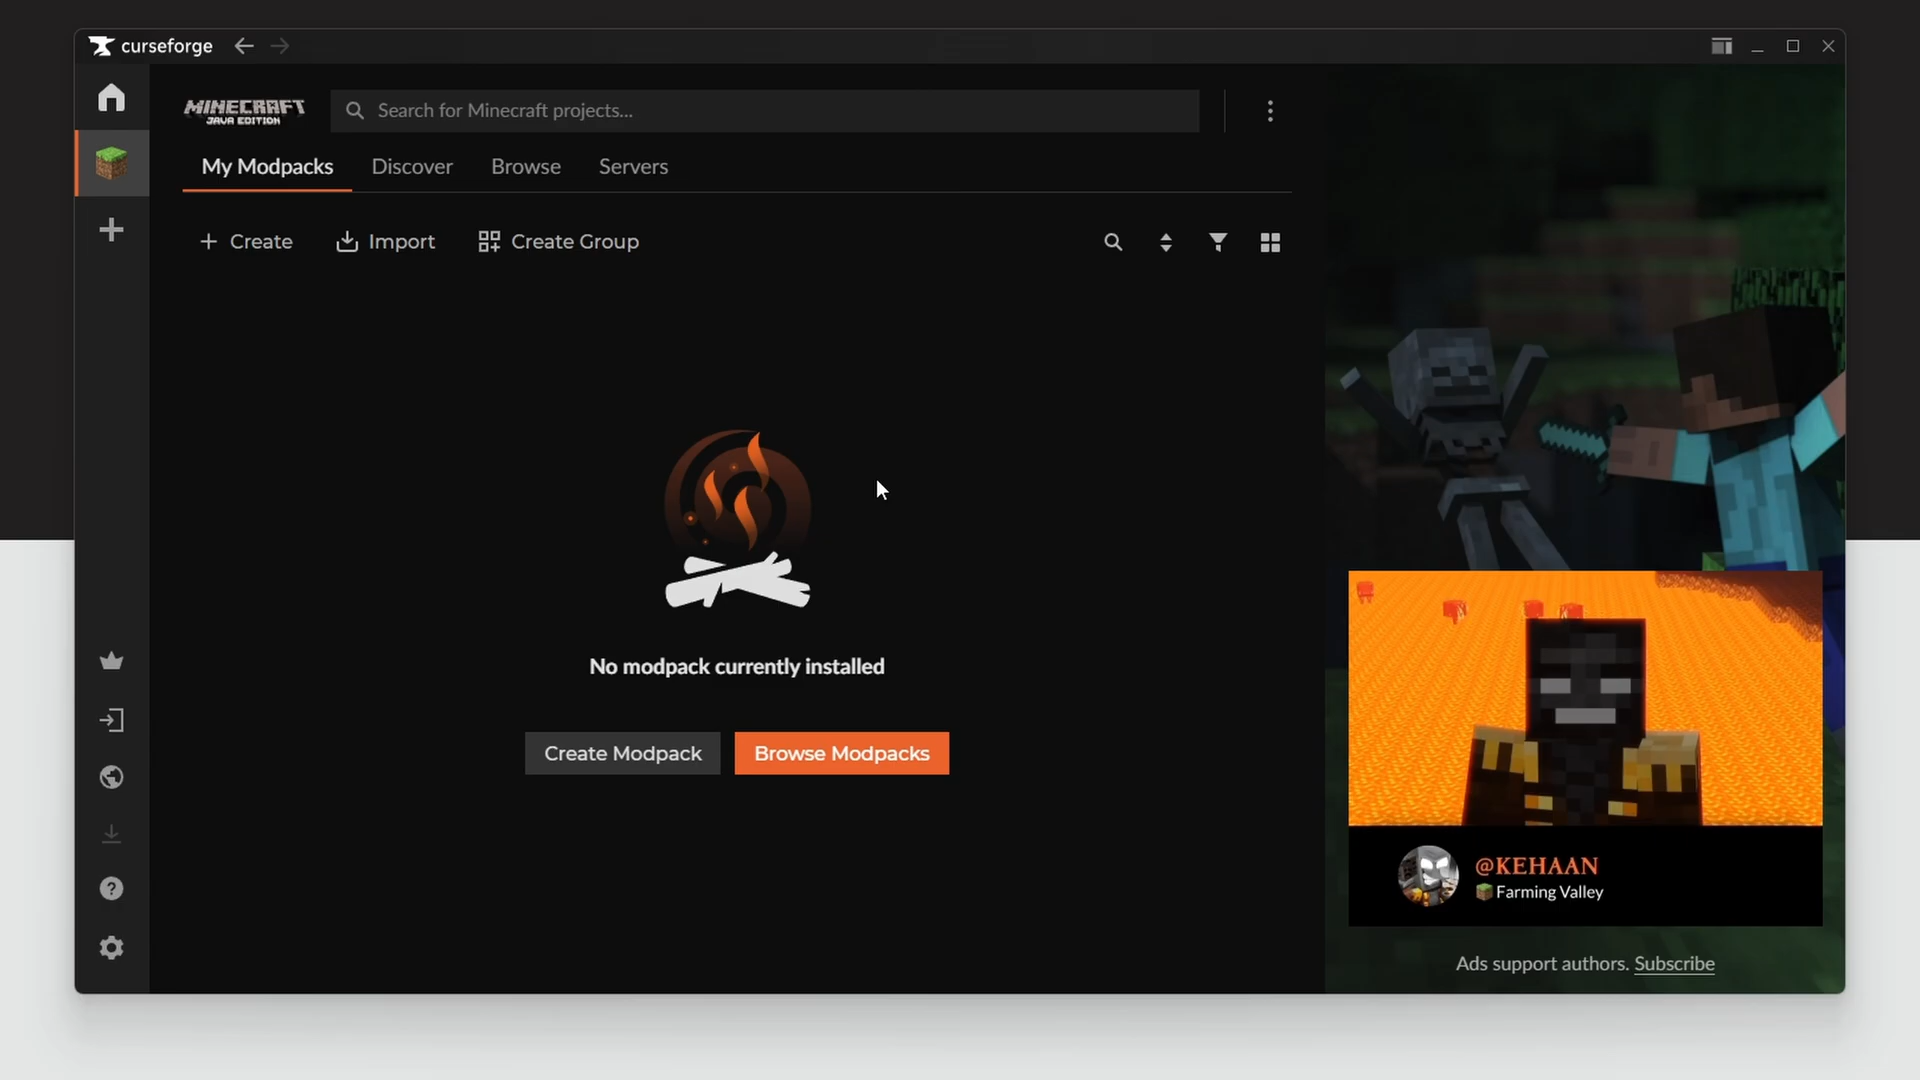 curseforge
MINECRAFT
JAVA EDITION
Search for Minecraft projects...
My Modpacks
Discover
Browse
Servers
Create
Import
Create Group
No modpack currently installed
Create Modpack
Browse Modpacks
@KEHAAN
Farming Valley
Ads support authors. Subscribe